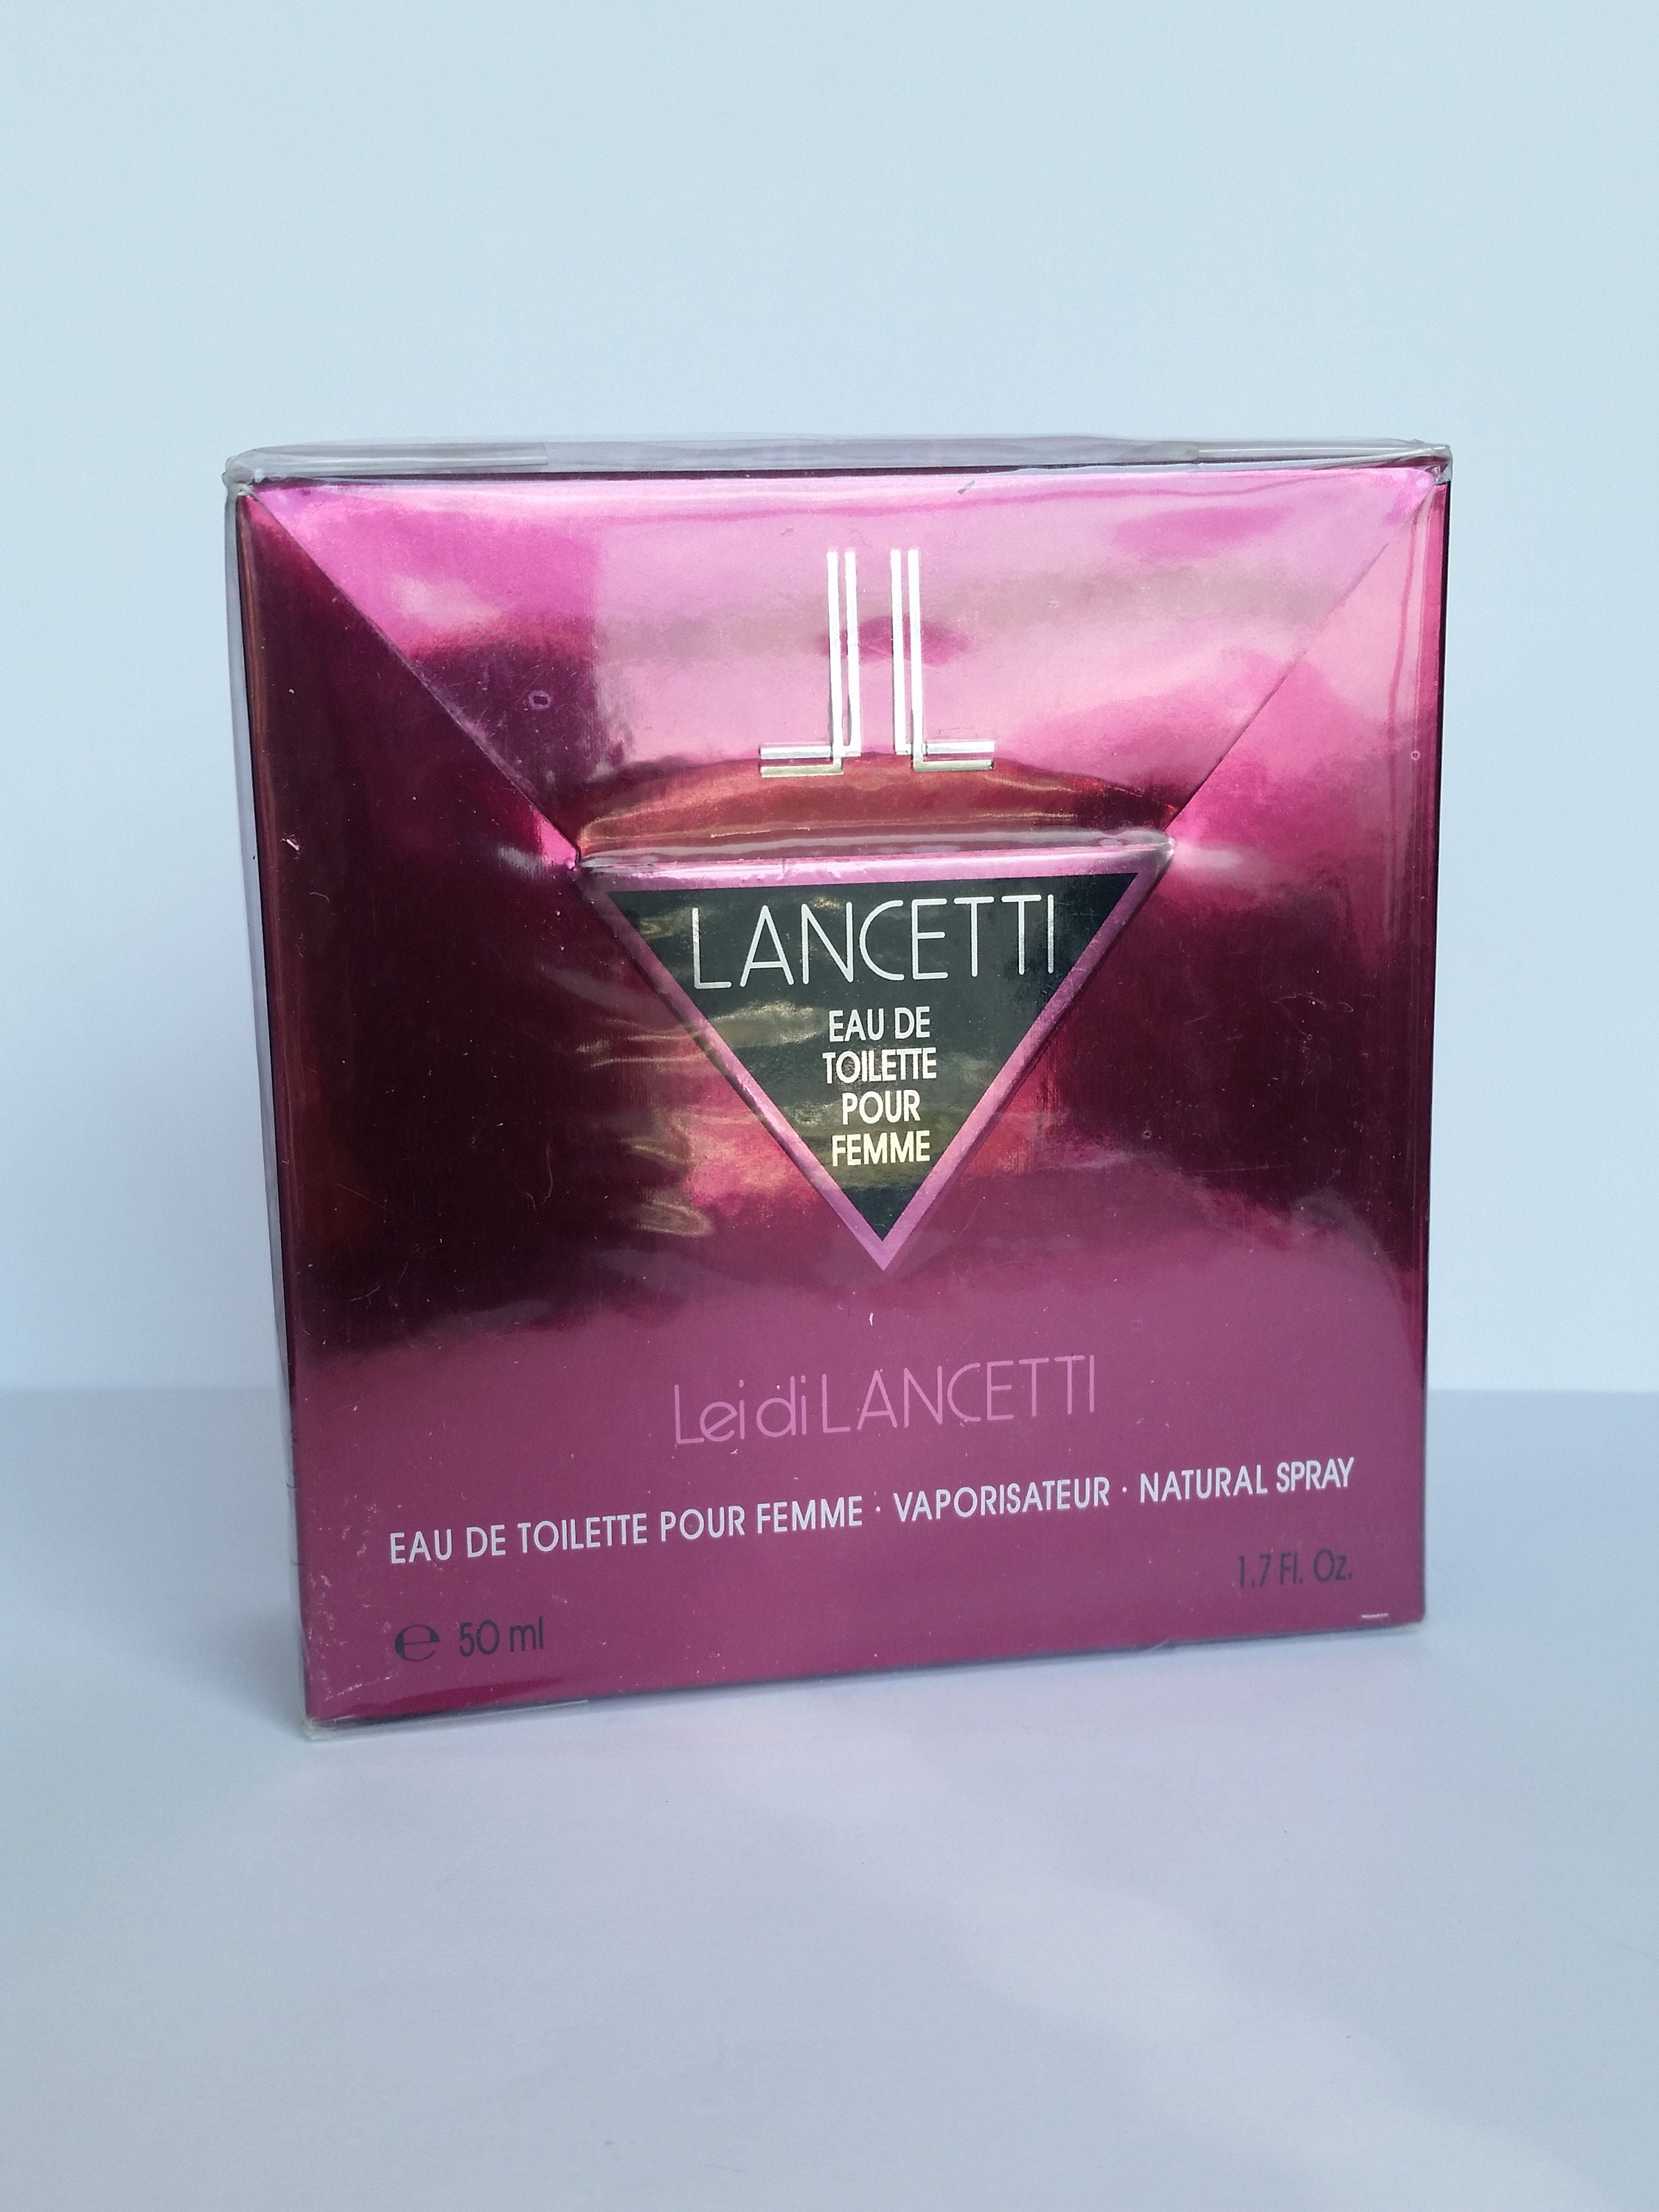 LANCETTI
EAU DE
TOILETTE
POUR
FEMME
Lei di LANCETTI
EAU DE TOILETTE POUR FEMME · VAPORISATEUR · NATURAL SPRAY
1.7 Fl. Oz.
℮ 50 ml